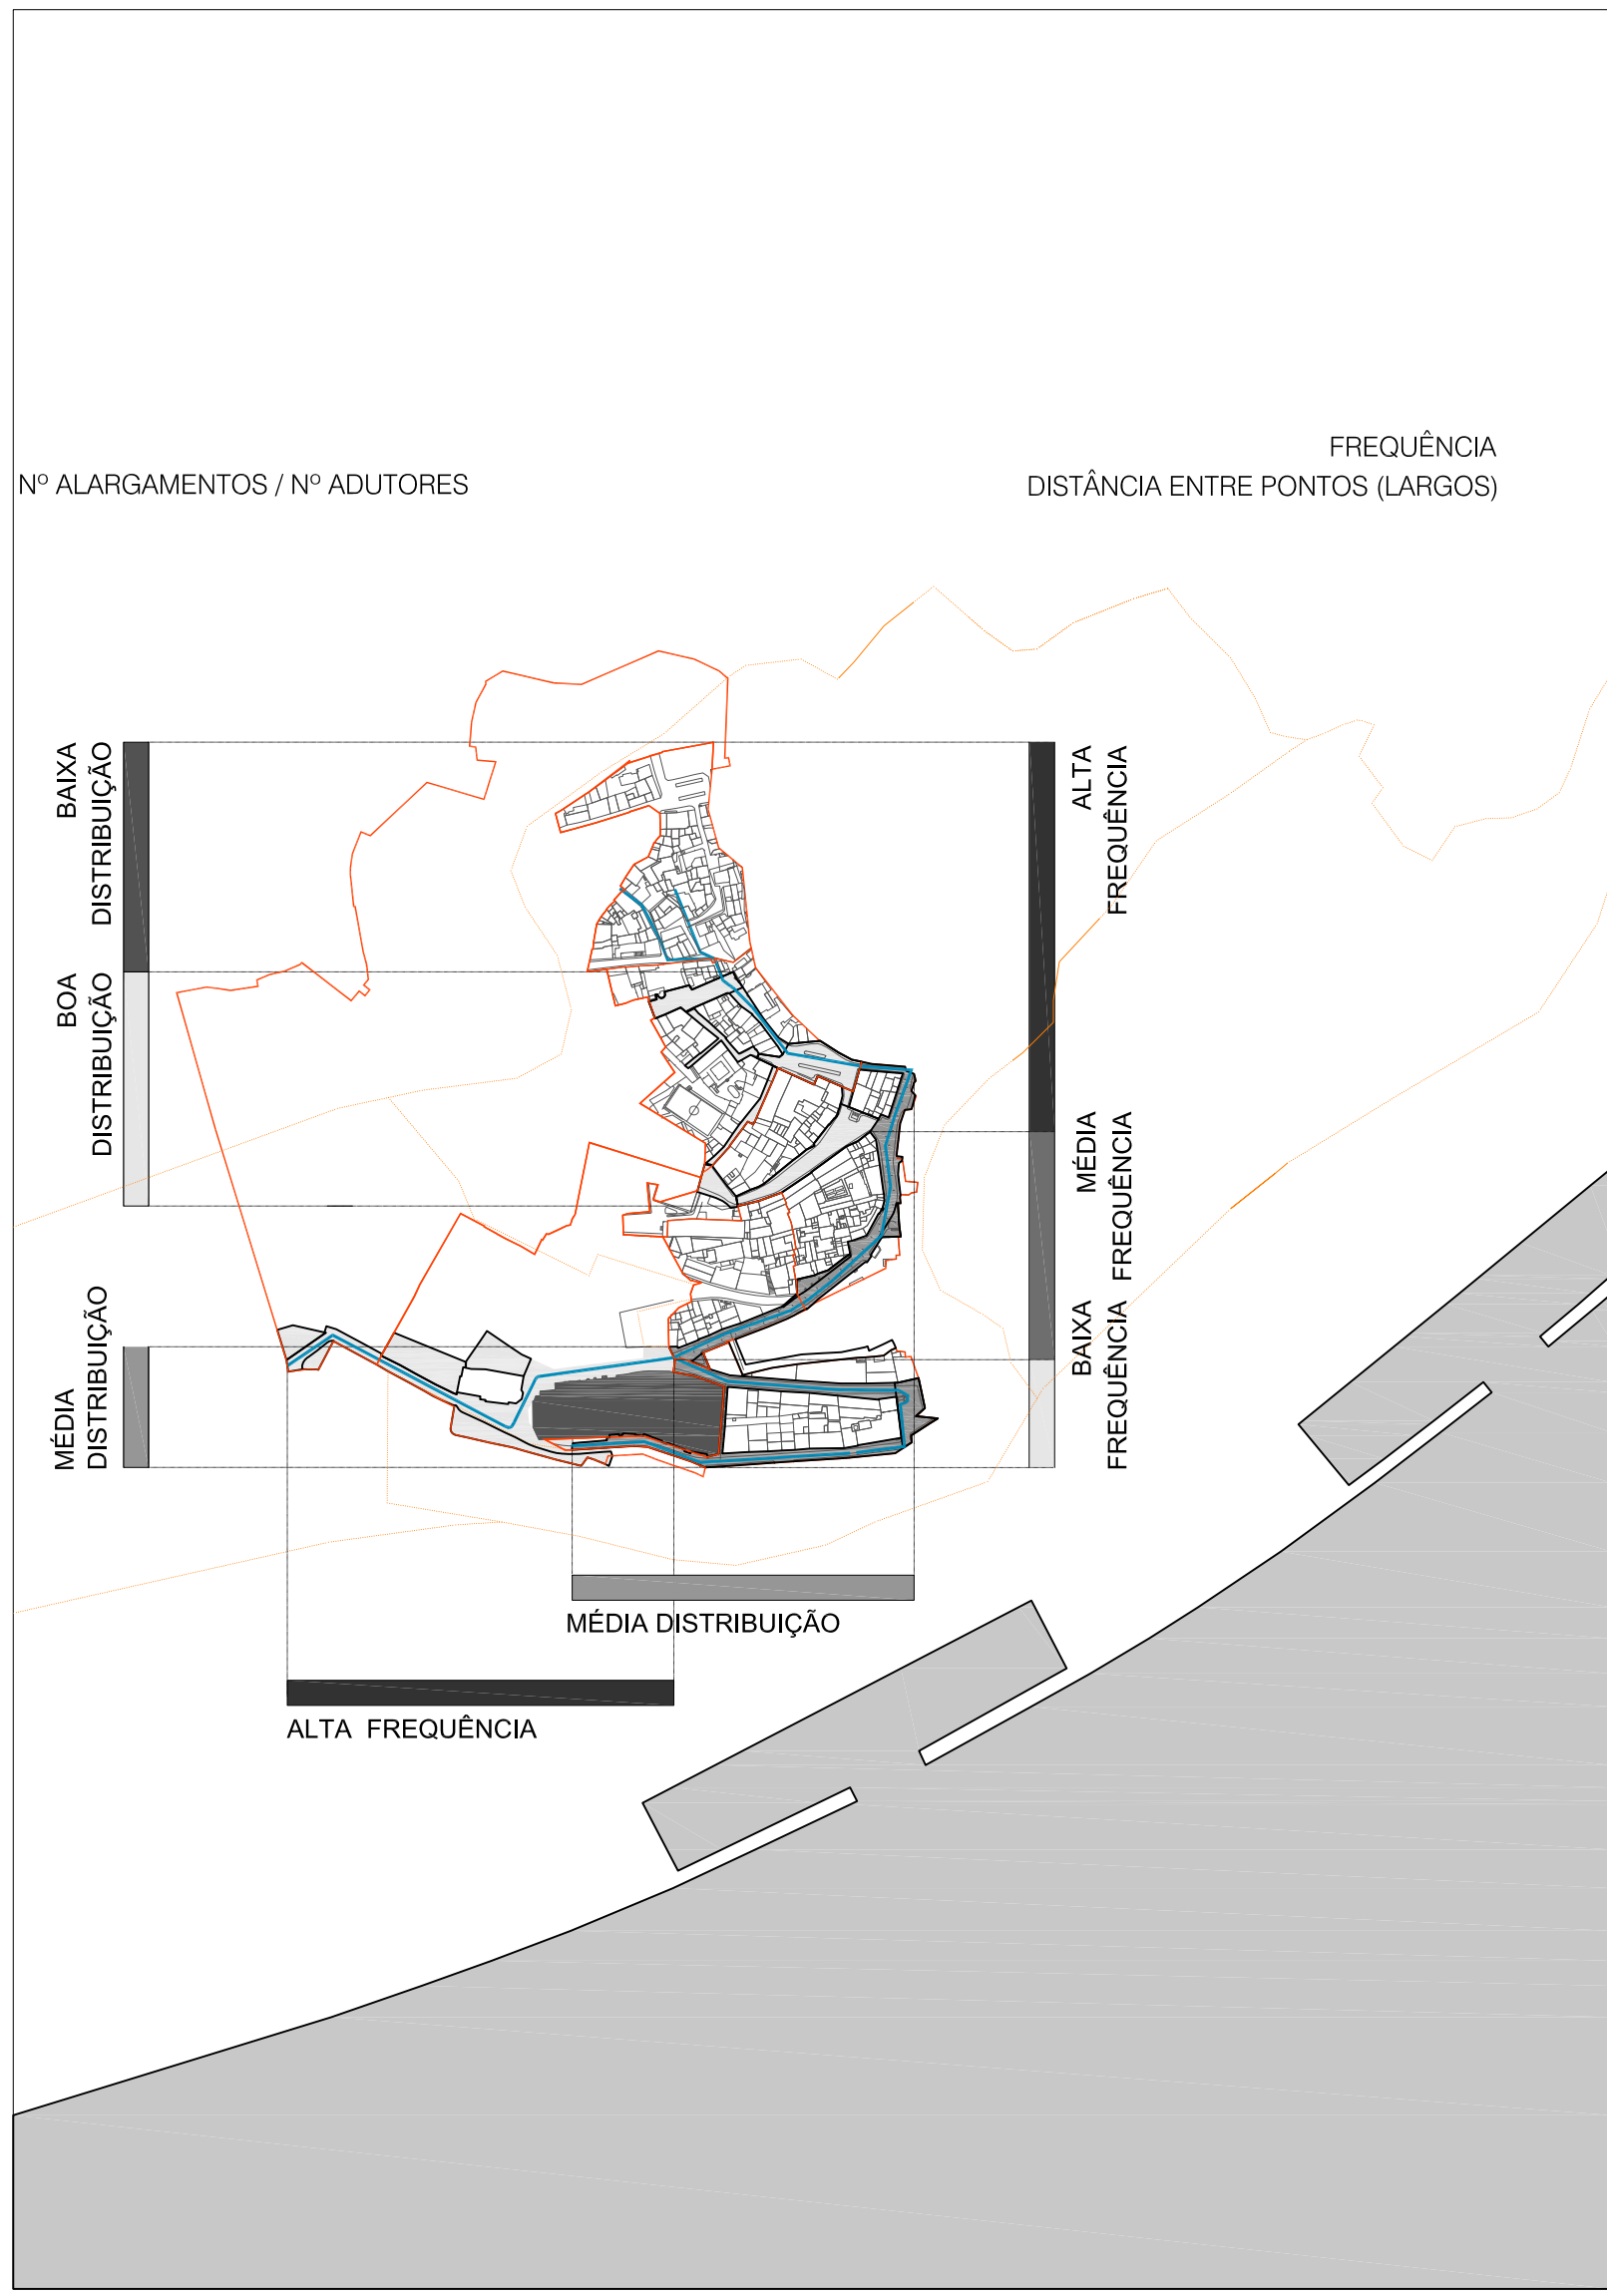 FREQUÊNCIA
Nº ALARGAMENTOS / Nº ADUTORES
DISTÂNCIA ENTRE PONTOS (LARGOS)
BAIXA
DISTRIBUIÇÃO
BOA
DISTRIBUIÇÃO
MÉDIA
DISTRIBUIÇÃO
ALTA
FREQUÊNCIA
MÉDIA
FREQUÊNCIA
BAIXA
FREQUÊNCIA
MÉDIA DISTRIBUIÇÃO
ALTA FREQUÊNCIA